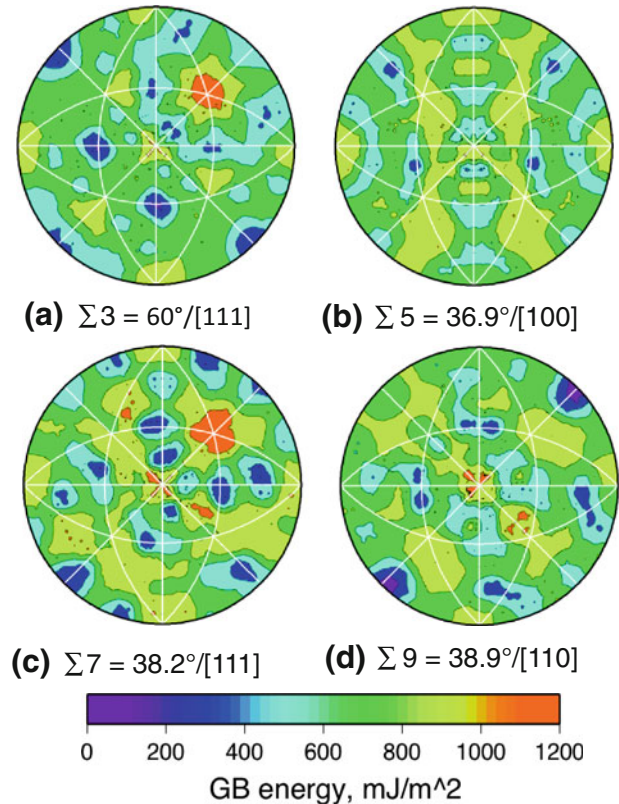 (a) ∑3 = 60°/[111]
(b) ∑ 5 = 36.9°/[100]
(c) ∑7 = 38.2°/[111]
(d) ∑ 9 = 38.9°/[110]
0 200 400 600 800 1000 1200
GB energy, mJ/m^2